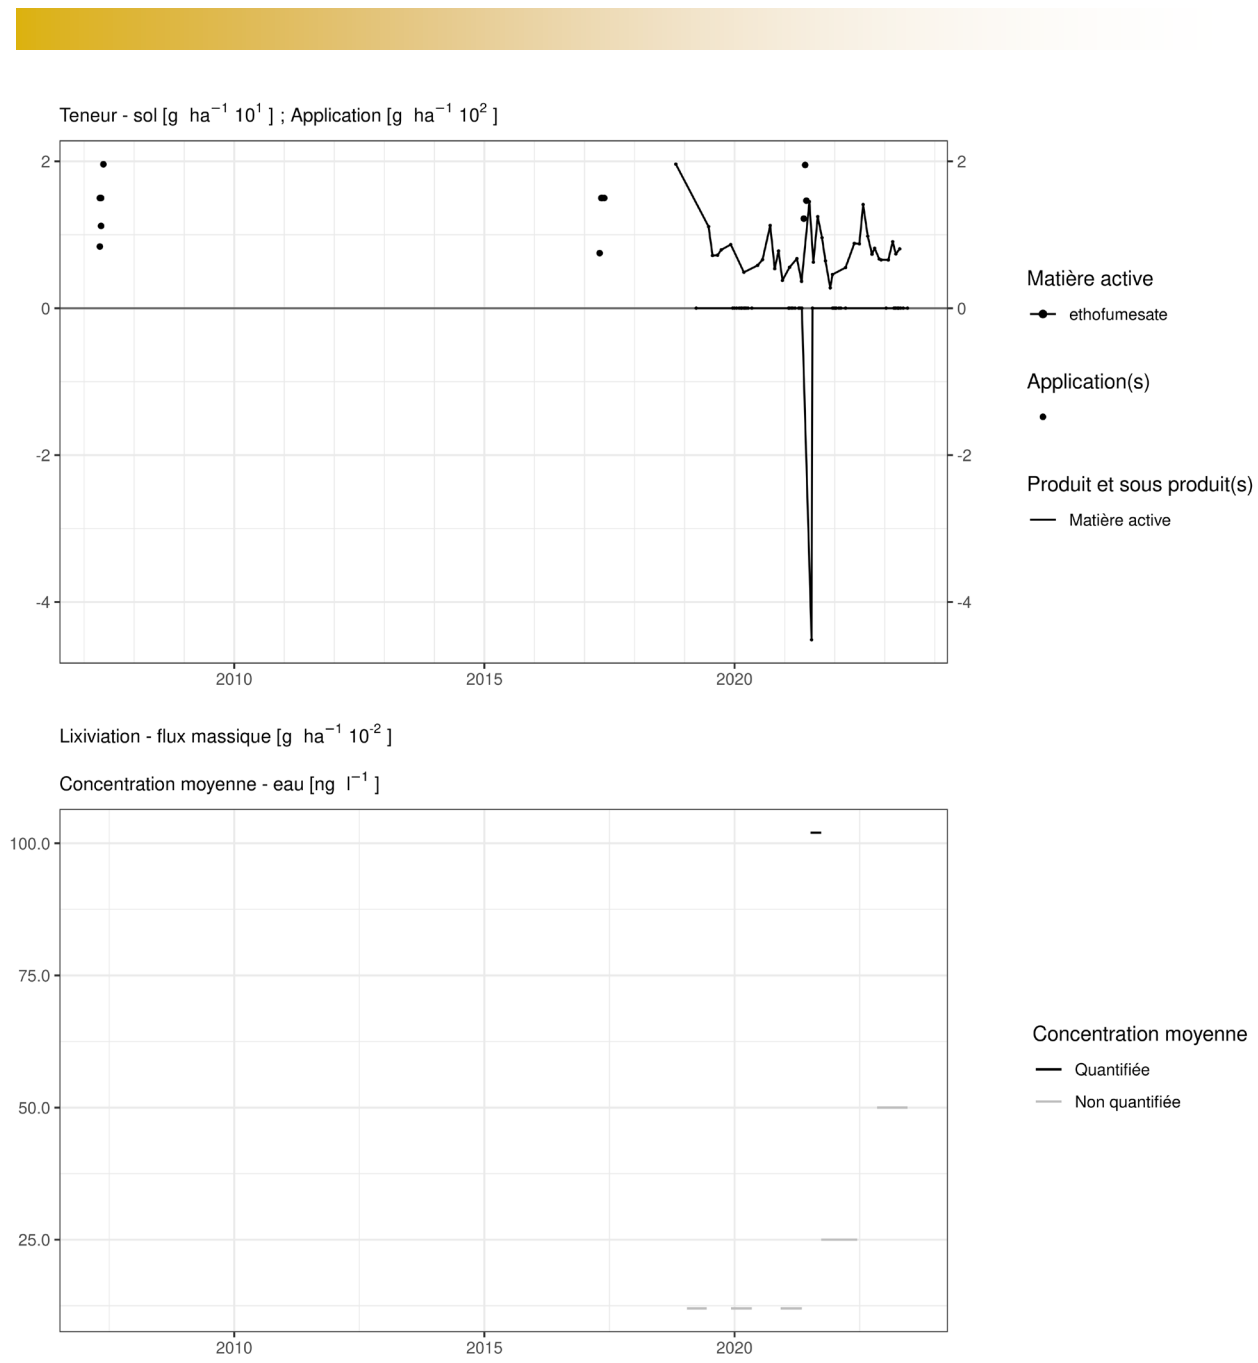 Teneur - sol [g ha⁻¹ 10¹ ] ; Application [g ha⁻¹ 10² ]
2
0
-2
-4
2
0
-2
-4
2010 2015 2020
Matière active
ethofumesate
Application(s)
Produit et sous produit(s)
Matière active
Lixiviation - flux massique [g ha⁻¹ 10⁻² ]
Concentration moyenne - eau [ng l⁻¹ ]
100.0
75.0
50.0
25.0
2010 2015 2020
Concentration moyenne
Quantifiée
Non quantifiée